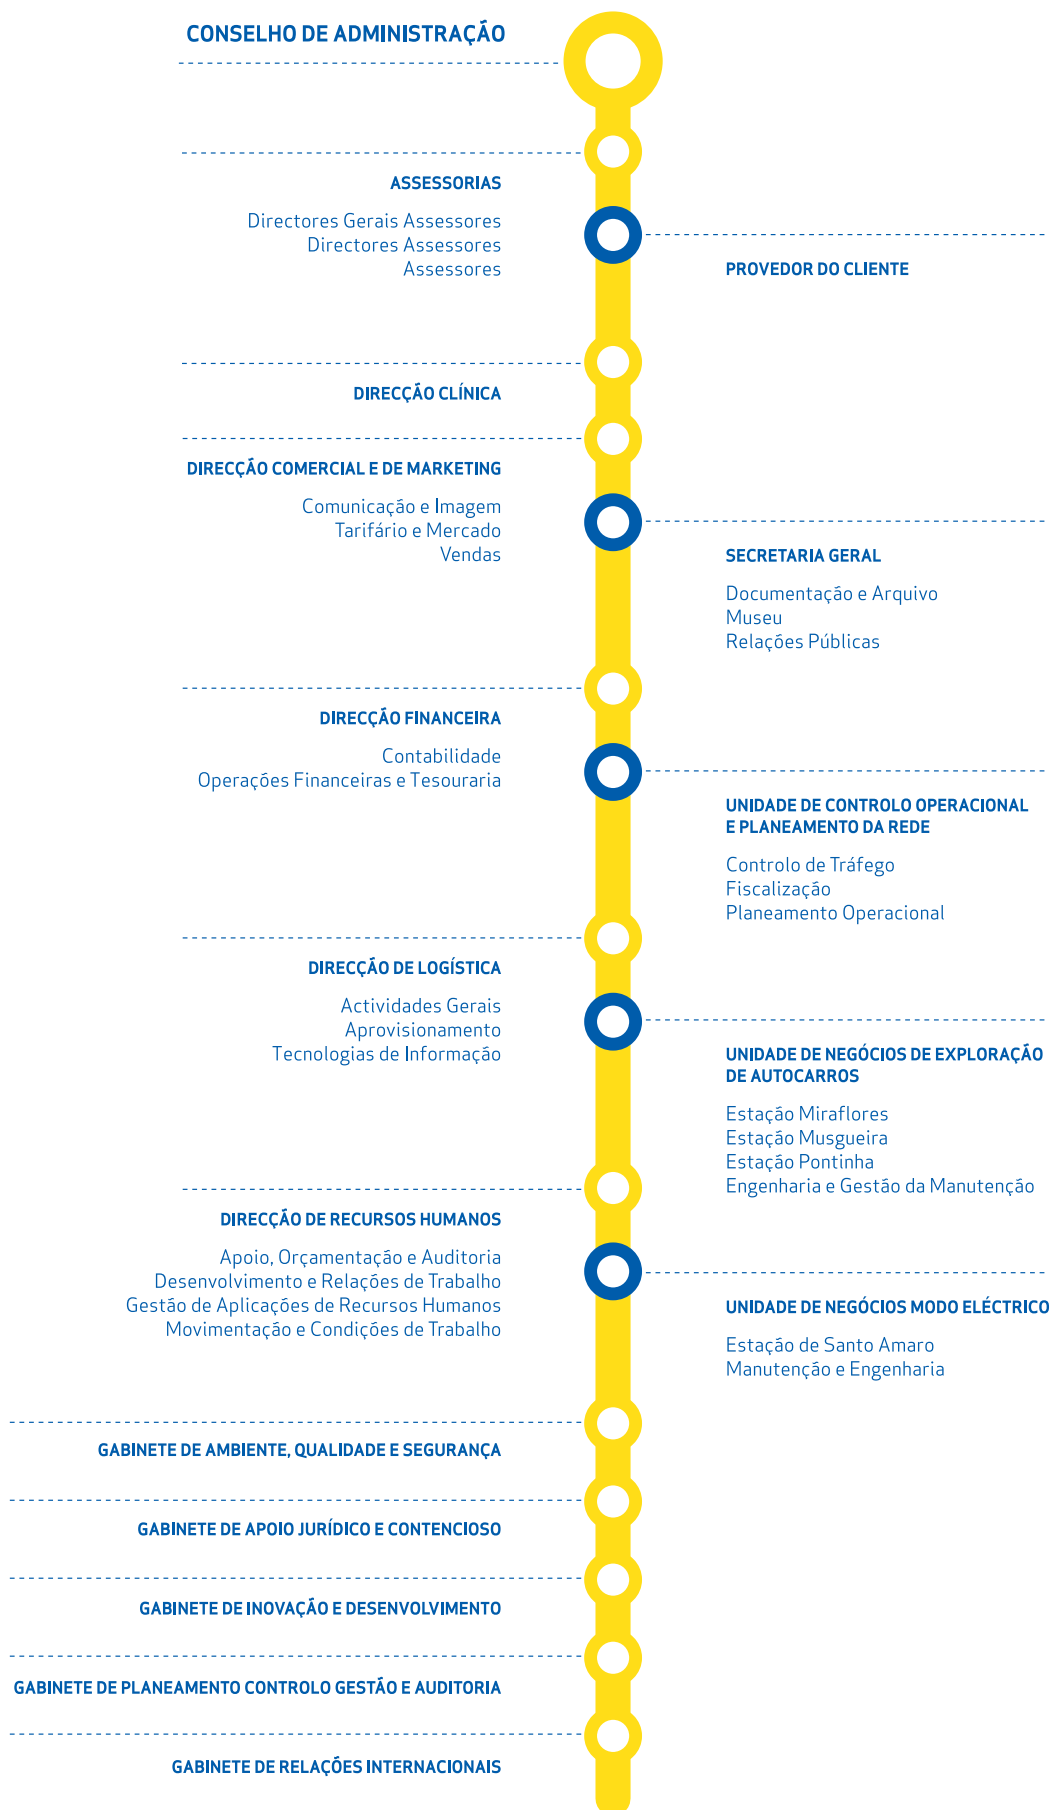 CONSELHO DE ADMINISTRAÇÃO
ASSESSORIAS
Directores Gerais Assessores
Directores Assessores
Assessores
PROVEDOR DO CLIENTE
DIRECÇÃO CLÍNICA
DIRECÇÃO COMERCIAL E DE MARKETING
Comunicação e Imagem
Tarifário e Mercado
Vendas
SECRETARIA GERAL
Documentação e Arquivo
Museu
Relações Públicas
DIRECÇÃO FINANCEIRA
Contabilidade
Operações Financeiras e Tesouraria
UNIDADE DE CONTROLO OPERACIONAL
E PLANEAMENTO DA REDE
Controlo de Tráfego
Fiscalização
Planeamento Operacional
DIRECÇÃO DE LOGÍSTICA
Actividades Gerais
Aprovisionamento
Tecnologias de Informação
UNIDADE DE NEGÓCIOS DE EXPLORAÇÃO
DE AUTOCARROS
Estação Miraflores
Estação Musgueira
Estação Pontinha
Engenharia e Gestão da Manutenção
DIRECÇÃO DE RECURSOS HUMANOS
Apoio, Orçamentação e Auditoria
Desenvolvimento e Relações de Trabalho
Gestão de Aplicações de Recursos Humanos
Movimentação e Condições de Trabalho
UNIDADE DE NEGÓCIOS MODO ELÉCTRICO
Estação de Santo Amaro
Manutenção e Engenharia
GABINETE DE AMBIENTE, QUALIDADE E SEGURANÇA
GABINETE DE APOIO JURÍDICO E CONTENCIOSO
GABINETE DE INOVAÇÃO E DESENVOLVIMENTO
GABINETE DE PLANEAMENTO CONTROLO GESTÃO E AUDITORIA
GABINETE DE RELAÇÕES INTERNACIONAIS